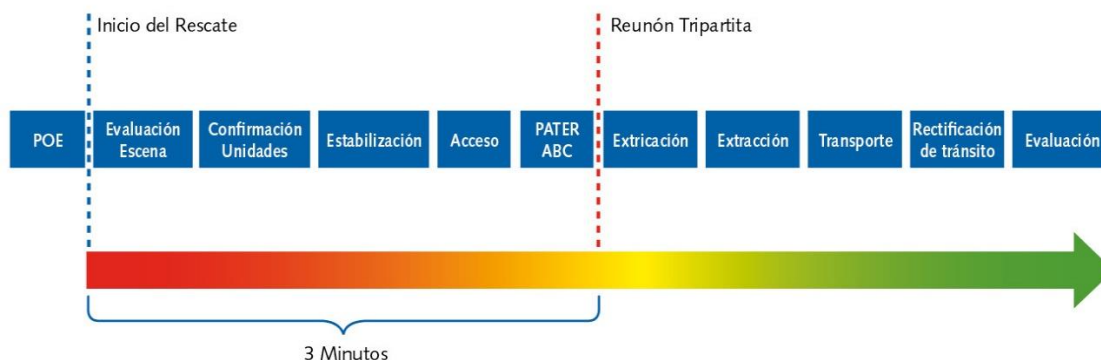 Inicio del Rescate
Reunón Tripartita
POE
Evaluación
Escena
Confirmación
Unidades
Estabilización
Acceso
PATER
ABC
Extricación
Extracción
Transporte
Rectificación
de tránsito
Evaluación
3 Minutos